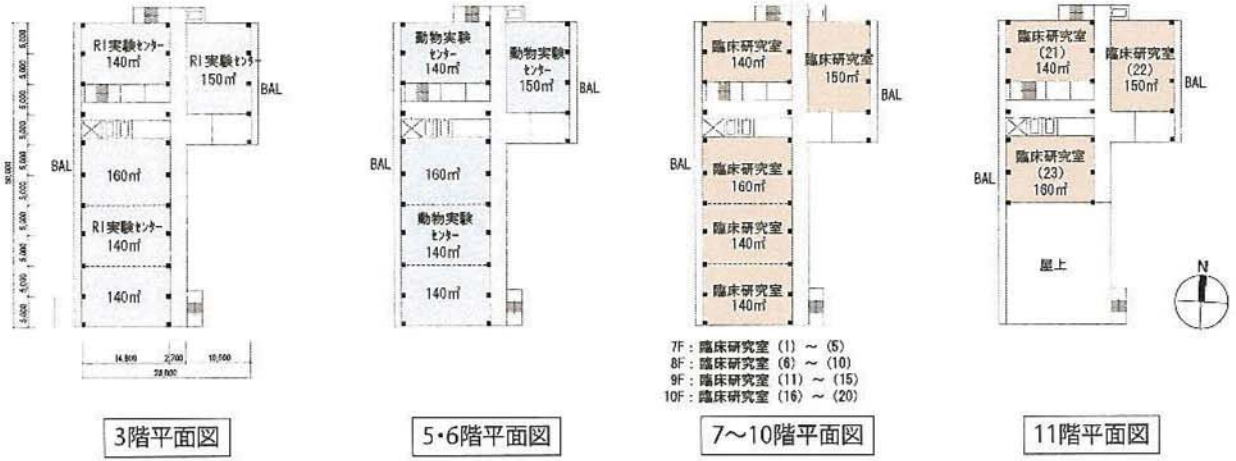 RI実験センター
140㎡
RI実験センター
150㎡
BAL
BAL
160㎡
RI実験センター
140㎡
140㎡
14,800
2,700
10,500
28,000
3階平面図
動物実験
センター
140㎡
動物実験
センター
150㎡
BAL
BAL
160㎡
動物実験
センター
140㎡
140㎡
5・6階平面図
臨床研究室
140㎡
臨床研究室
150㎡
BAL
BAL
臨床研究室
160㎡
臨床研究室
140㎡
臨床研究室
140㎡
7F：臨床研究室（1）～（5）
8F：臨床研究室（6）～（10）
9F：臨床研究室（11）～（15）
10F：臨床研究室（16）～（20）
7～10階平面図
臨床研究室
（21）
140㎡
臨床研究室
（22）
150㎡
BAL
BAL
臨床研究室
（23）
160㎡
屋上
N
11階平面図